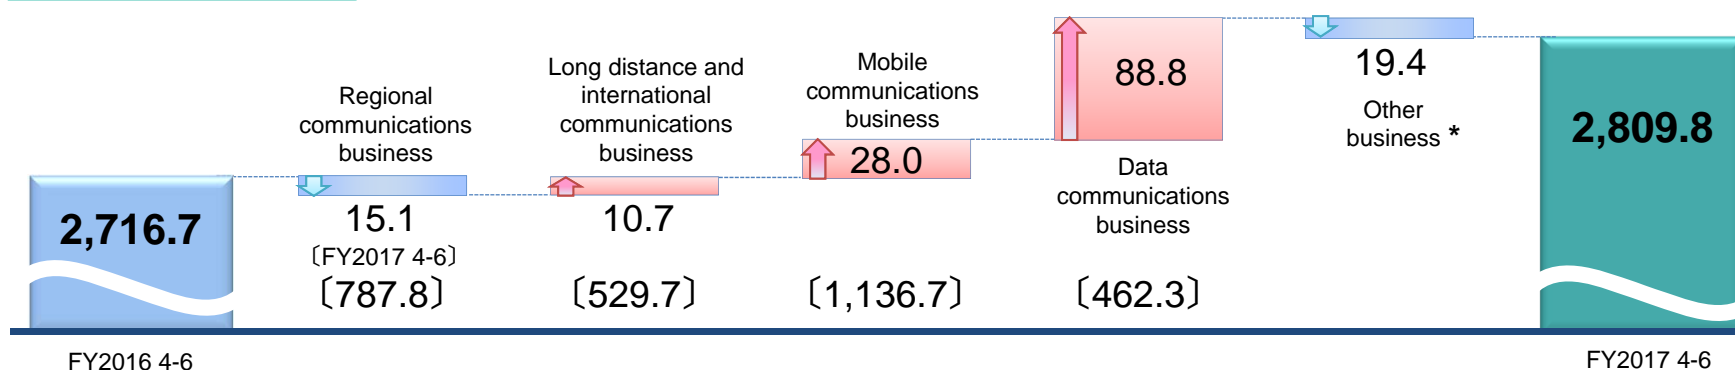 2,716.7
FY2016 4-6
Regional
communications
business
15.1
〔FY2017 4-6〕
〔787.8〕
Long distance and
international
communications
business
10.7
〔529.7〕
Mobile
communications
business
28.0
〔1,136.7〕
88.8
Data
communications
business
〔462.3〕
19.4
Other
business *
2,809.8
FY2017 4-6